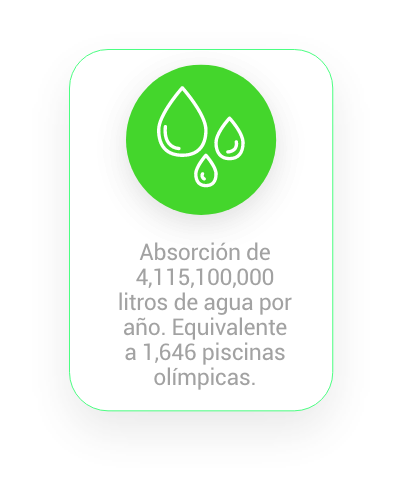 Absorción de
4,115,100,000
litros de agua por
año. Equivalente
a 1,646 piscinas
olímpicas.